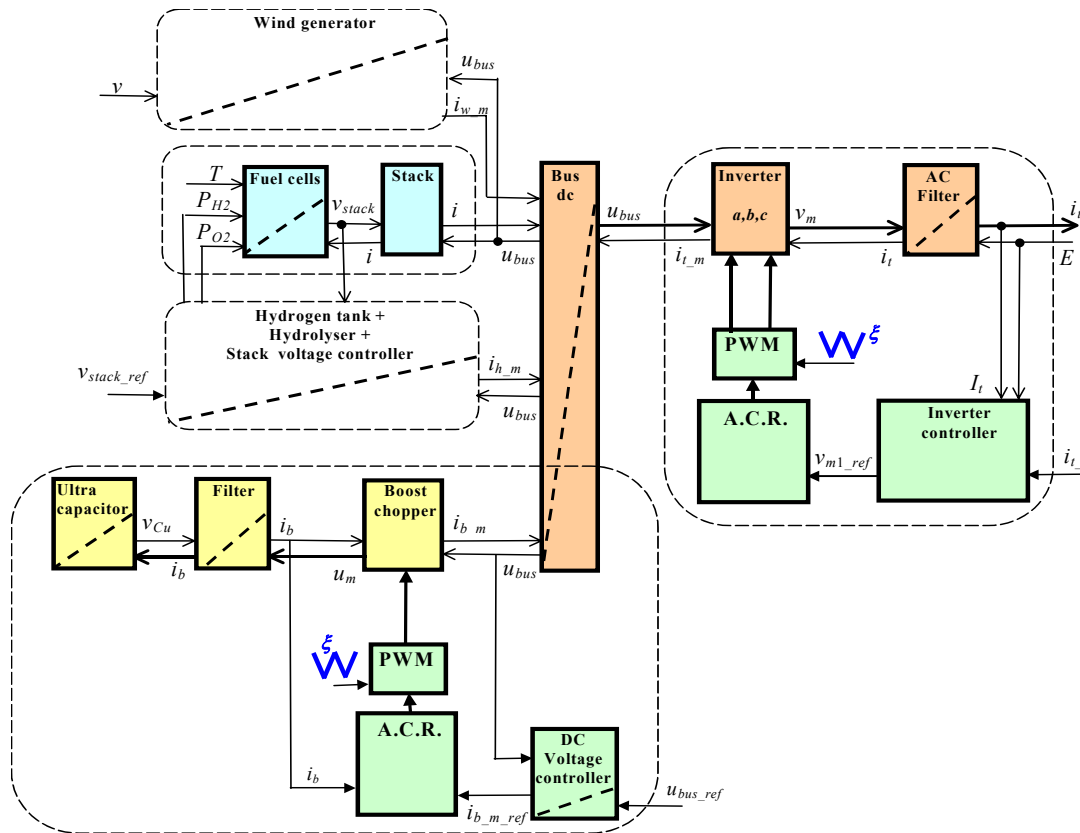 Wind generator
v
u_bus
i_w_m
T
P_H2
P_O2
Fuel cells
v_stack
i
Stack
i
u_bus
Bus
dc
u_bus
i_t_m
Inverter
a,b,c
v_m
i_t
AC
Filter
i_t
E
Hydrogen tank +
Hydrolyser +
Stack voltage controller
v_stack_ref
i_h_m
u_bus
PWM
ξ
A.C.R.
v_m1_ref
I_t
Inverter
controller
i_t_
Ultra
capacitor
v_Cu
i_b
Filter
i_b
u_m
Boost
chopper
i_b_m
u_bus
ξ
PWM
A.C.R.
i_b
i_b_m_ref
DC
Voltage
controller
u_bus_ref